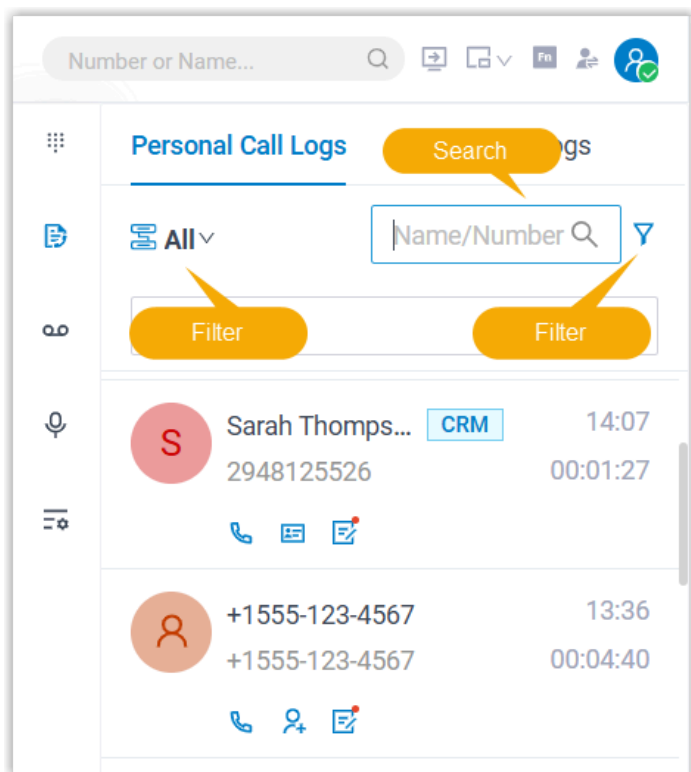 Number or Name...
Fn
Personal Call Logs
Search
gs
All
Name/Number
Filter
Filter
S
Sarah Thomps...
CRM
14:07
2948125526
00:01:27
+1555-123-4567
13:36
+1555-123-4567
00:04:40